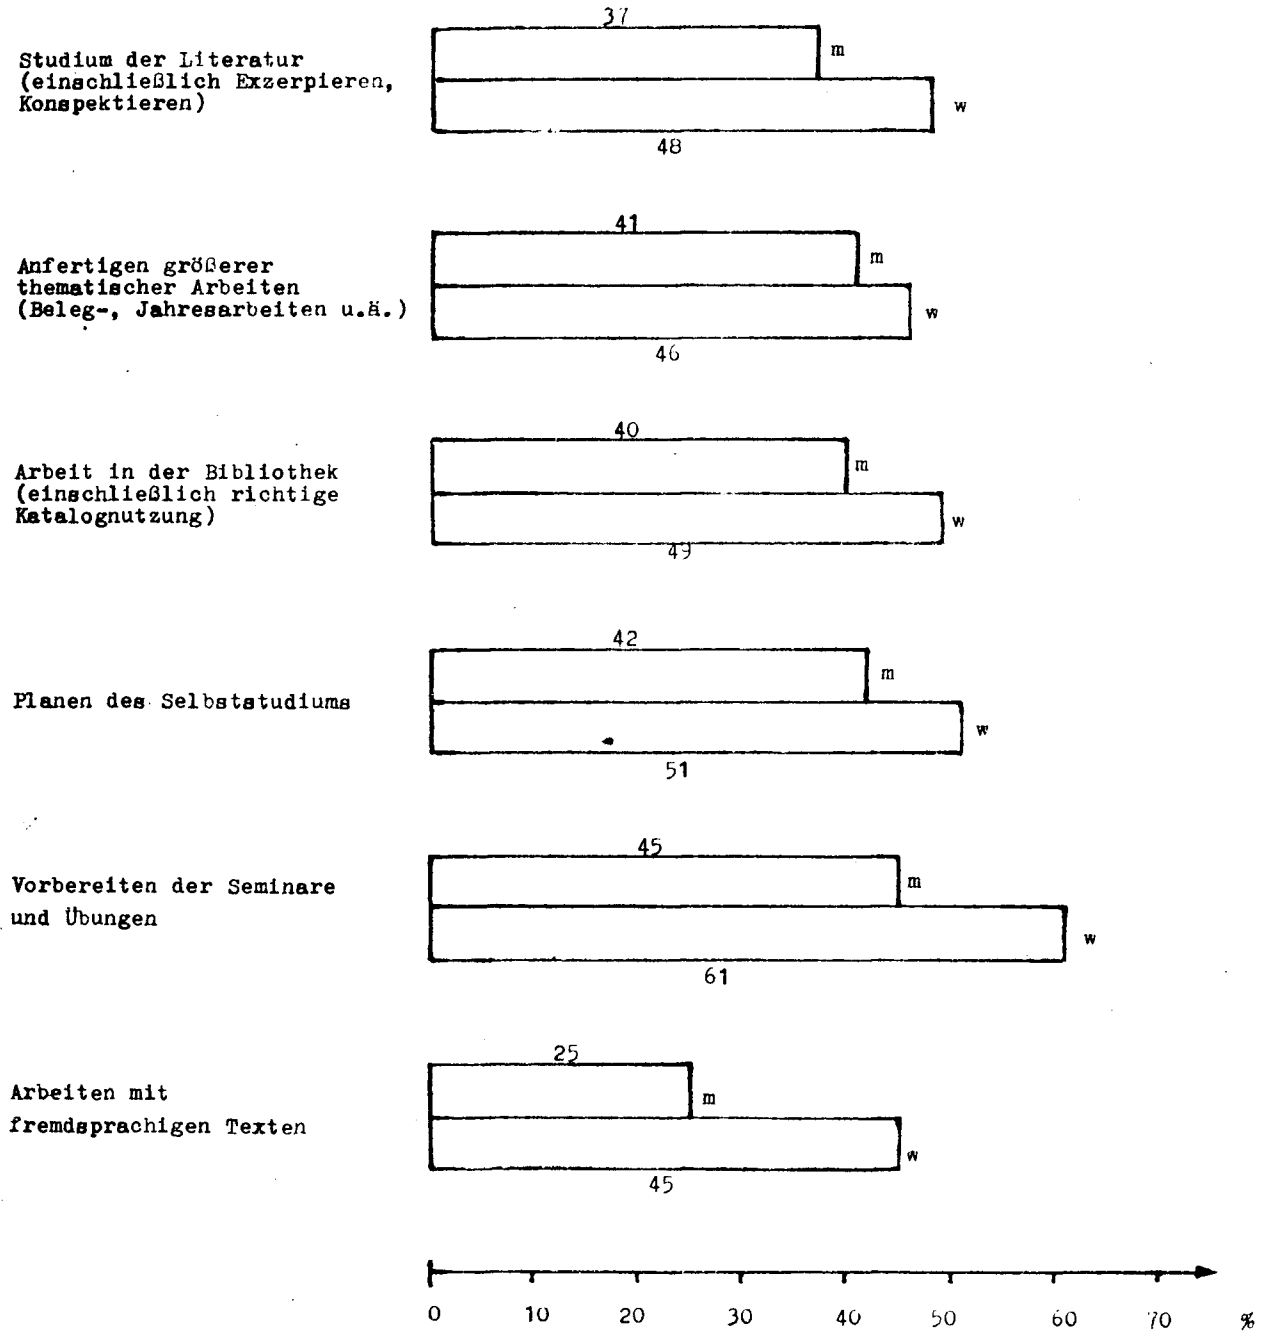 37
Studium der Literatur
(einschließlich Exzerpieren,
Konspektieren)
m
w
48
41
Anfertigen größerer
thematischer Arbeiten
(Beleg-, Jahresarbeiten u.ä.)
m
w
46
40
Arbeit in der Bibliothek
(einschließlich richtige
Katalognutzung)
m
w
49
42
Planen des Selbststudiums
m
w
51
45
Vorbereiten der Seminare
und Übungen
m
w
61
25
Arbeiten mit
fremdsprachigen Texten
m
w
45
0 10 20 30 40 50 60 70 %